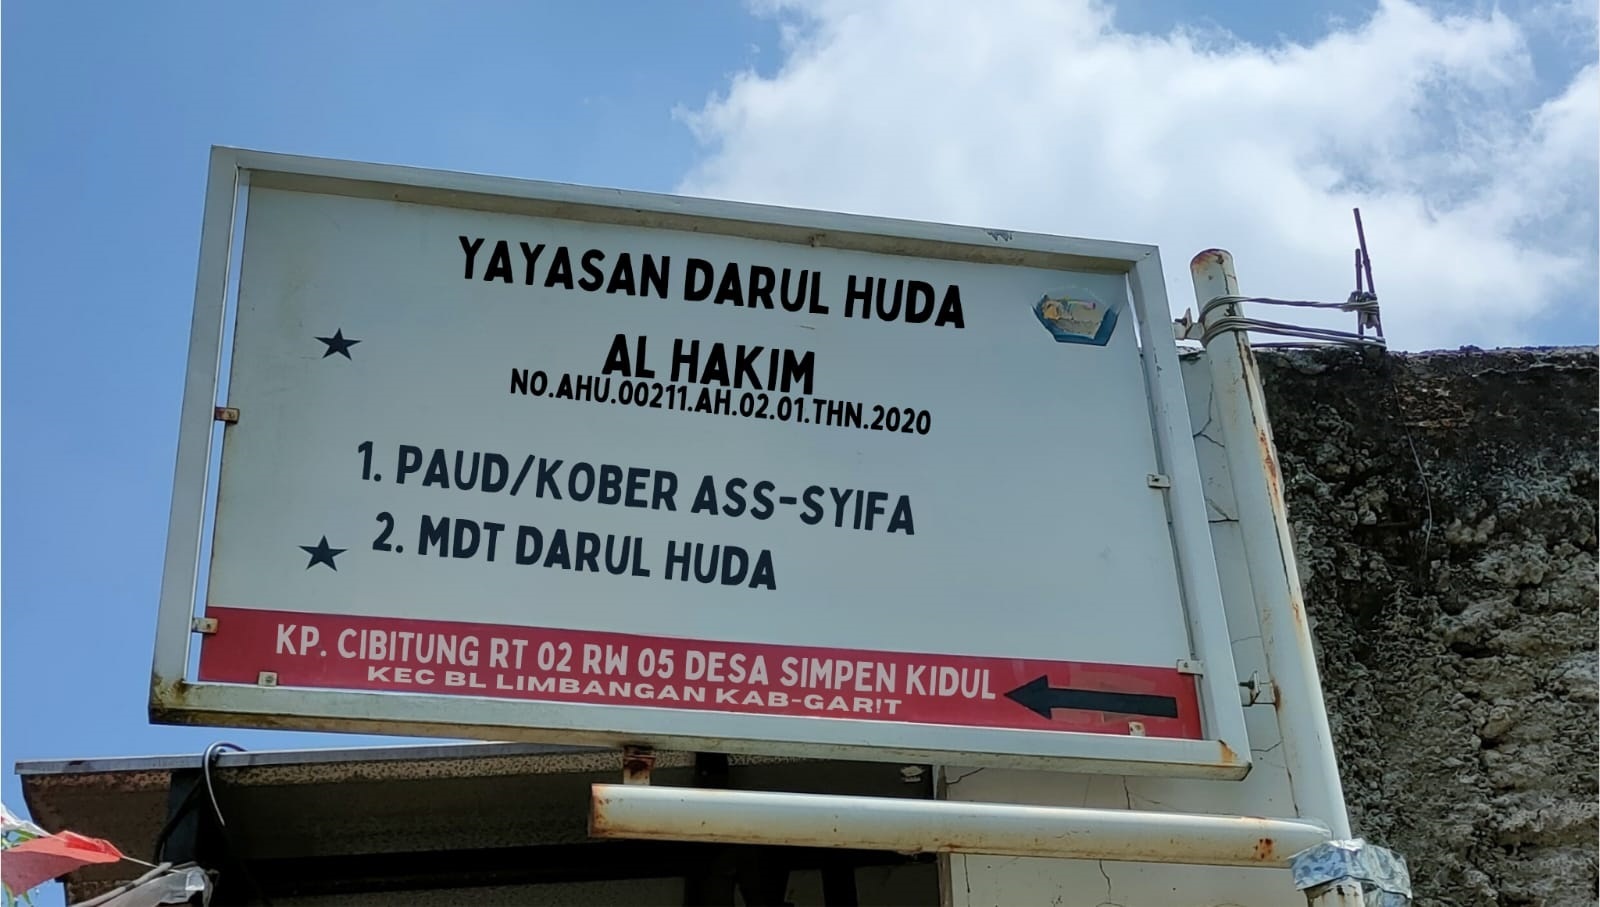 YAYASAN DARUL HUDA
AL HAKIM
NO.AHU.00211.AH.02.01.THN.2020
1. PAUD/KOBER ASS-SYIFA
2. MDT DARUL HUDA
KP. CIBITUNG RT 02 RW 05 DESA SIMPEN KIDUL
KEC BL LIMBANGAN KAB-GAR!T